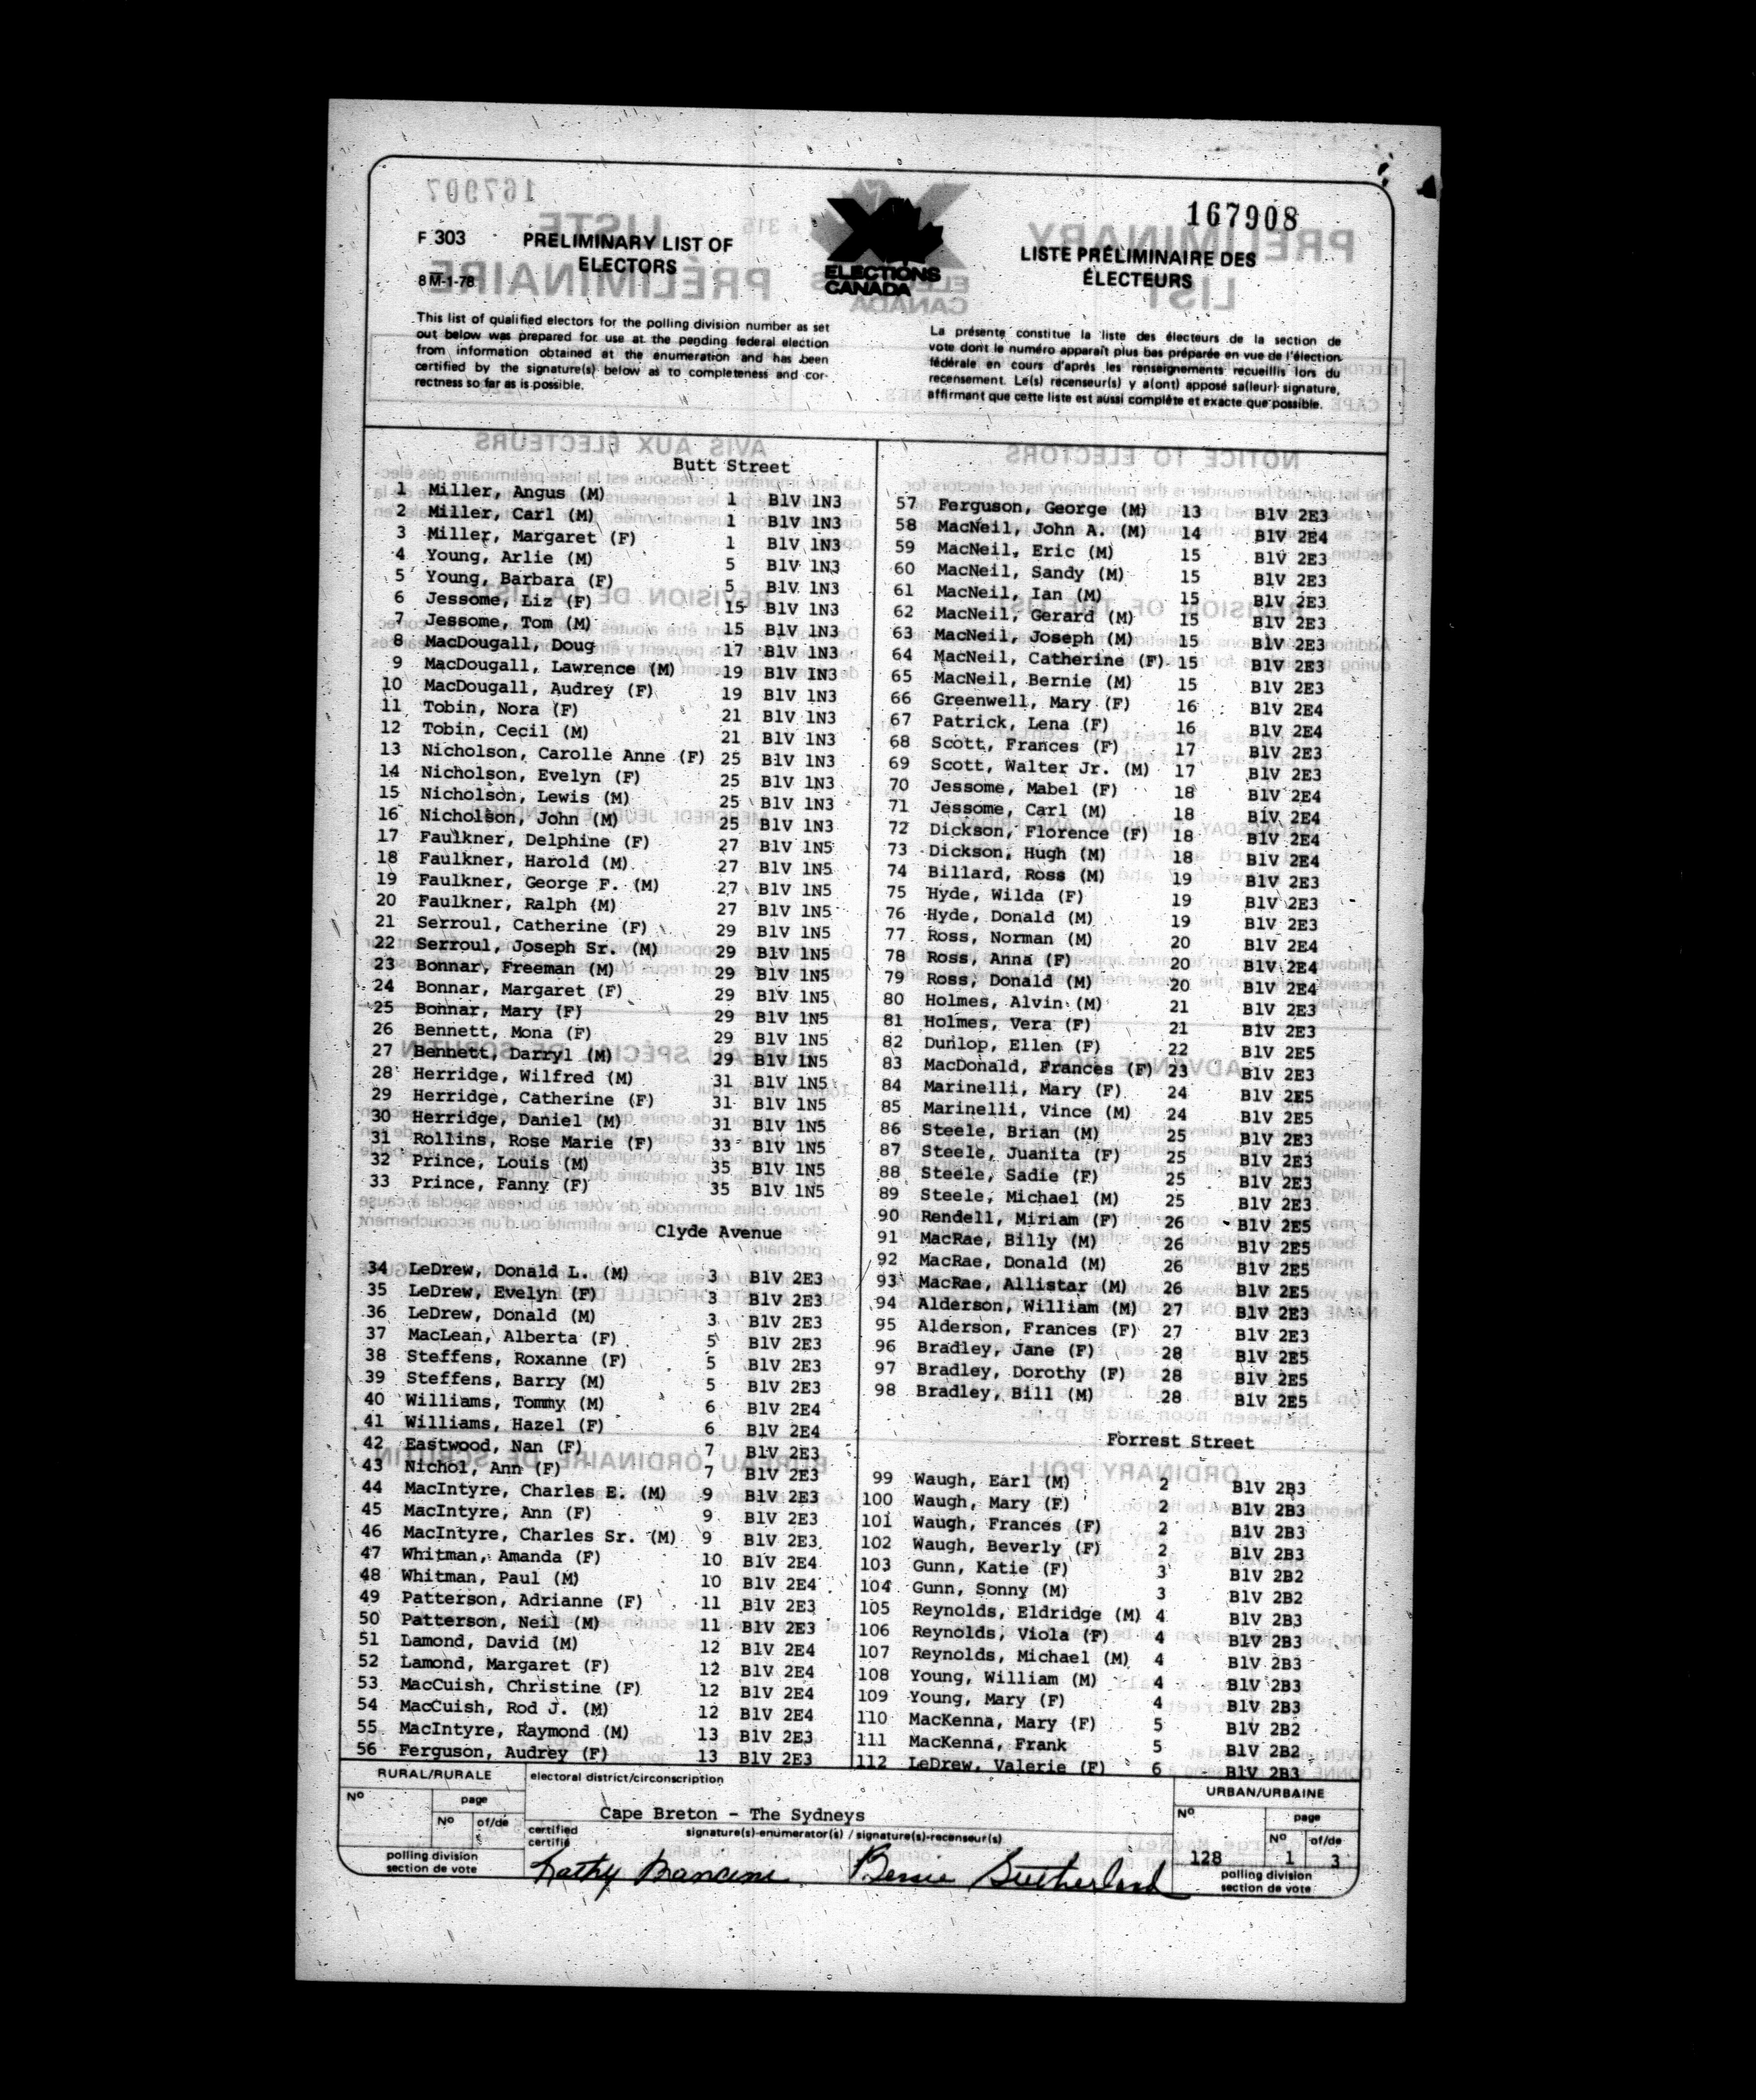 167908
F 303
PRELIMINARY LIST OF
ELECTORS
8 M-1-78
ELECTIONS
CANADA
LISTE PRÉLIMINAIRE DES
ÉLECTEURS
This list of qualified electors for the polling division number as set
out below was prepared for use at the pending federal election
from information obtained at the enumeration and has been
certified by the signature(s) below as to completeness and cor-
rectness so far as is possible.
La présente constitue la liste des électeurs de la section de
vote dont le numéro apparaît plus bas préparée en vue de l'élection
fédérale en cours d'après les renseignements recueillis lors du
recensement. Le(s) recenseur(s) y a(ont) apposé sa(leur) signature,
affirmant que cette liste est aussi complète et exacte que possible.
Butt Street
1 Miller, Angus (M) 1 B1V 1N3
2 Miller, Carl (M) 1 B1V 1N3
3 Miller, Margaret (F) 1 B1V 1N3
4 Young, Arlie (M) 5 B1V 1N3
5 Young, Barbara (F) 5 B1V 1N3
6 Jessome, Liz (F) 15 B1V 1N3
7 Jessome, Tom (M) 15 B1V 1N3
8 MacDougall, Doug 17 B1V 1N3
9 MacDougall, Lawrence (M) 19 B1V 1N3
10 MacDougall, Audrey (F) 19 B1V 1N3
11 Tobin, Nora (F) 21 B1V 1N3
12 Tobin, Cecil (M) 21 B1V 1N3
13 Nicholson, Carolle Anne (F) 25 B1V 1N3
14 Nicholson, Evelyn (F) 25 B1V 1N3
15 Nicholson, Lewis (M) 25 B1V 1N3
16 Nicholson, John (M) 25 B1V 1N3
17 Faulkner, Delphine (F) 27 B1V 1N5
18 Faulkner, Harold (M) 27 B1V 1N5
19 Faulkner, George F. (M) 27 B1V 1N5
20 Faulkner, Ralph (M) 27 B1V 1N5
21 Serroul, Catherine (F) 29 B1V 1N5
22 Serroul, Joseph Sr. (M) 29 B1V 1N5
23 Bonnar, Freeman (M) 29 B1V 1N5
24 Bonnar, Margaret (F) 29 B1V 1N5
25 Bonnar, Mary (F) 29 B1V 1N5
26 Bennett, Mona (F) 29 B1V 1N5
27 Bennett, Darryl (M) 29 B1V 1N5
28 Herridge, Wilfred (M) 31 B1V 1N5
29 Herridge, Catherine (F) 31 B1V 1N5
30 Herridge, Daniel (M) 31 B1V 1N5
31 Rollins, Rose Marie (F) 33 B1V 1N5
32 Prince, Louis (M) 35 B1V 1N5
33 Prince, Fanny (F) 35 B1V 1N5
Clyde Avenue
34 LeDrew, Donald L. (M) 3 B1V 2E3
35 LeDrew, Evelyn (F) 3 B1V 2E3
36 LeDrew, Donald (M) 3 B1V 2E3
37 MacLean, Alberta (F) 5 B1V 2E3
38 Steffens, Roxanne (F) 5 B1V 2E3
39 Steffens, Barry (M) 5 B1V 2E3
40 Williams, Tommy (M) 6 B1V 2E4
41 Williams, Hazel (F) 6 B1V 2E4
42 Eastwood, Nan (F) 7 B1V 2E3
43 Nichol, Ann (F) 7 B1V 2E3
44 MacIntyre, Charles E. (M) 9 B1V 2E3
45 MacIntyre, Ann (F) 9 B1V 2E3
46 MacIntyre, Charles Sr. (M) 9 B1V 2E3
47 Whitman, Amanda (F) 10 B1V 2E4
48 Whitman, Paul (M) 10 B1V 2E4
49 Patterson, Adrianne (F) 11 B1V 2E3
50 Patterson, Neil (M) 11 B1V 2E3
51 Lamond, David (M) 12 B1V 2E4
52 Lamond, Margaret (F) 12 B1V 2E4
53 MacCuish, Christine (F) 12 B1V 2E4
54 MacCuish, Rod J. (M) 12 B1V 2E4
55 MacIntyre, Raymond (M) 13 B1V 2E3
56 Ferguson, Audrey (F) 13 B1V 2E3
57 Ferguson, George (M) 13 B1V 2E3
58 MacNeil, John A. (M) 14 B1V 2E4
59 MacNeil, Eric (M) 15 B1V 2E3
60 MacNeil, Sandy (M) 15 B1V 2E3
61 MacNeil, Ian (M) 15 B1V 2E3
62 MacNeil, Gerard (M) 15 B1V 2E3
63 MacNeil, Joseph (M) 15 B1V 2E3
64 MacNeil, Catherine (F) 15 B1V 2E3
65 MacNeil, Bernie (M) 15 B1V 2E3
66 Greenwell, Mary (F) 16 B1V 2E4
67 Patrick, Lena (F) 16 B1V 2E4
68 Scott, Frances (F) 17 B1V 2E3
69 Scott, Walter Jr. (M) 17 B1V 2E3
70 Jessome, Mabel (F) 18 B1V 2E4
71 Jessome, Carl (M) 18 B1V 2E4
72 Dickson, Florence (F) 18 B1V 2E4
73 Dickson, Hugh (M) 18 B1V 2E4
74 Billard, Ross (M) 19 B1V 2E3
75 Hyde, Wilda (F) 19 B1V 2E3
76 Hyde, Donald (M) 19 B1V 2E3
77 Ross, Norman (M) 20 B1V 2E4
78 Ross, Anna (F) 20 B1V 2E4
79 Ross, Donald (M) 20 B1V 2E4
80 Holmes, Alvin (M) 21 B1V 2E3
81 Holmes, Vera (F) 21 B1V 2E3
82 Dunlop, Ellen (F) 22 B1V 2E5
83 MacDonald, Frances (F) 23 B1V 2E3
84 Marinelli, Mary (F) 24 B1V 2E5
85 Marinelli, Vince (M) 24 B1V 2E5
86 Steele, Brian (M) 25 B1V 2E3
87 Steele, Juanita (F) 25 B1V 2E3
88 Steele, Sadie (F) 25 B1V 2E3
89 Steele, Michael (M) 25 B1V 2E3
90 Rendell, Miriam (F) 26 B1V 2E5
91 MacRae, Billy (M) 26 B1V 2E5
92 MacRae, Donald (M) 26 B1V 2E5
93 MacRae, Allistar (M) 26 B1V 2E5
94 Alderson, William (M) 27 B1V 2E3
95 Alderson, Frances (F) 27 B1V 2E3
96 Bradley, Jane (F) 28 B1V 2E5
97 Bradley, Dorothy (F) 28 B1V 2E5
98 Bradley, Bill (M) 28 B1V 2E5
Forrest Street
99 Waugh, Earl (M) 2 B1V 2B3
100 Waugh, Mary (F) 2 B1V 2B3
101 Waugh, Frances (F) 2 B1V 2B3
102 Waugh, Beverly (F) 2 B1V 2B3
103 Gunn, Katie (F) 3 B1V 2B2
104 Gunn, Sonny (M) 3 B1V 2B2
105 Reynolds, Eldridge (M) 4 B1V 2B3
106 Reynolds, Viola (F) 4 B1V 2B3
107 Reynolds, Michael (M) 4 B1V 2B3
108 Young, William (M) 4 B1V 2B3
109 Young, Mary (F) 4 B1V 2B3
110 MacKenna, Mary (F) 5 B1V 2B2
111 MacKenna, Frank 5 B1V 2B2
112 LeDrew, Valerie (F) 6 B1V 2B3
RURAL/RURALE
No
page
No of/de
polling division
section de vote
electoral district/circonscription
Cape Breton - The Sydneys
certified
certifié
signature(s)-enumerator(s) / signature(s)-recenseur(s)
Kathy Mancini Bernie Sutherland
URBAN/URBAINE
No
page
No of/de
128 1 3
polling division
section de vote